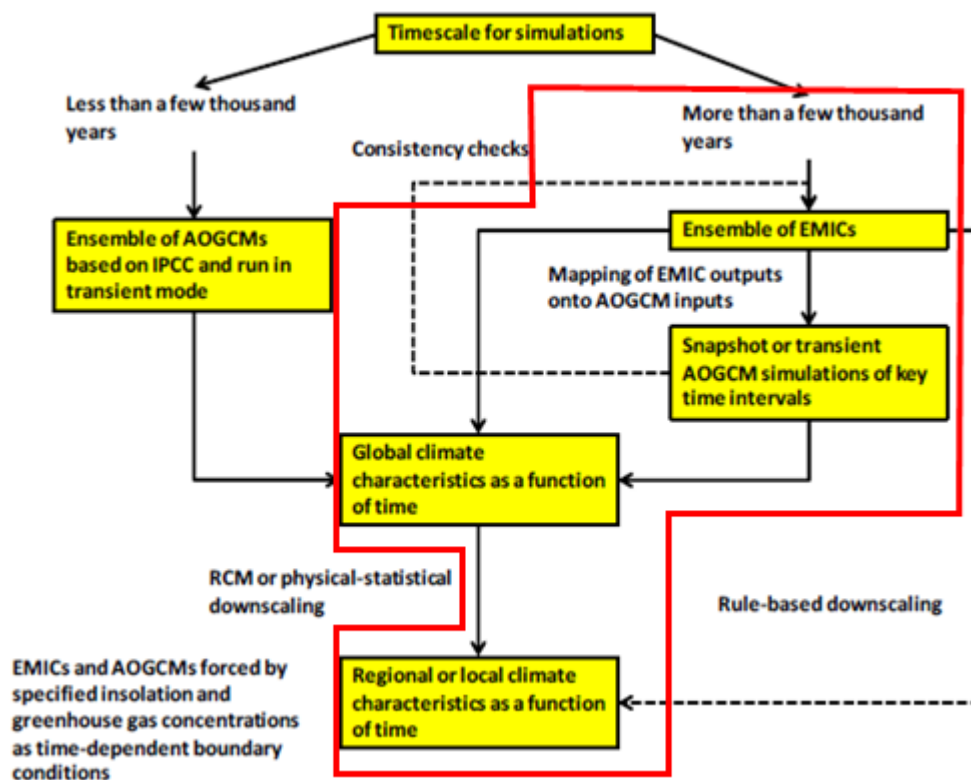 Timescale for simulations
Less than a few thousand
years
More than a few thousand
years
Consistency checks
Ensemble of AOGCMs
based on IPCC and run in
transient mode
Ensemble of EMICs
Mapping of EMIC outputs
onto AOGCM inputs
Snapshot or transient
AOGCM simulations of key
time intervals
Global climate
characteristics as a function
of time
RCM or physical-statistical
downscaling
Rule-based downscaling
EMICs and AOGCMs forced by
specified insolation and
greenhouse gas concentrations
as time-dependent boundary
conditions
Regional or local climate
characteristics as a function
of time